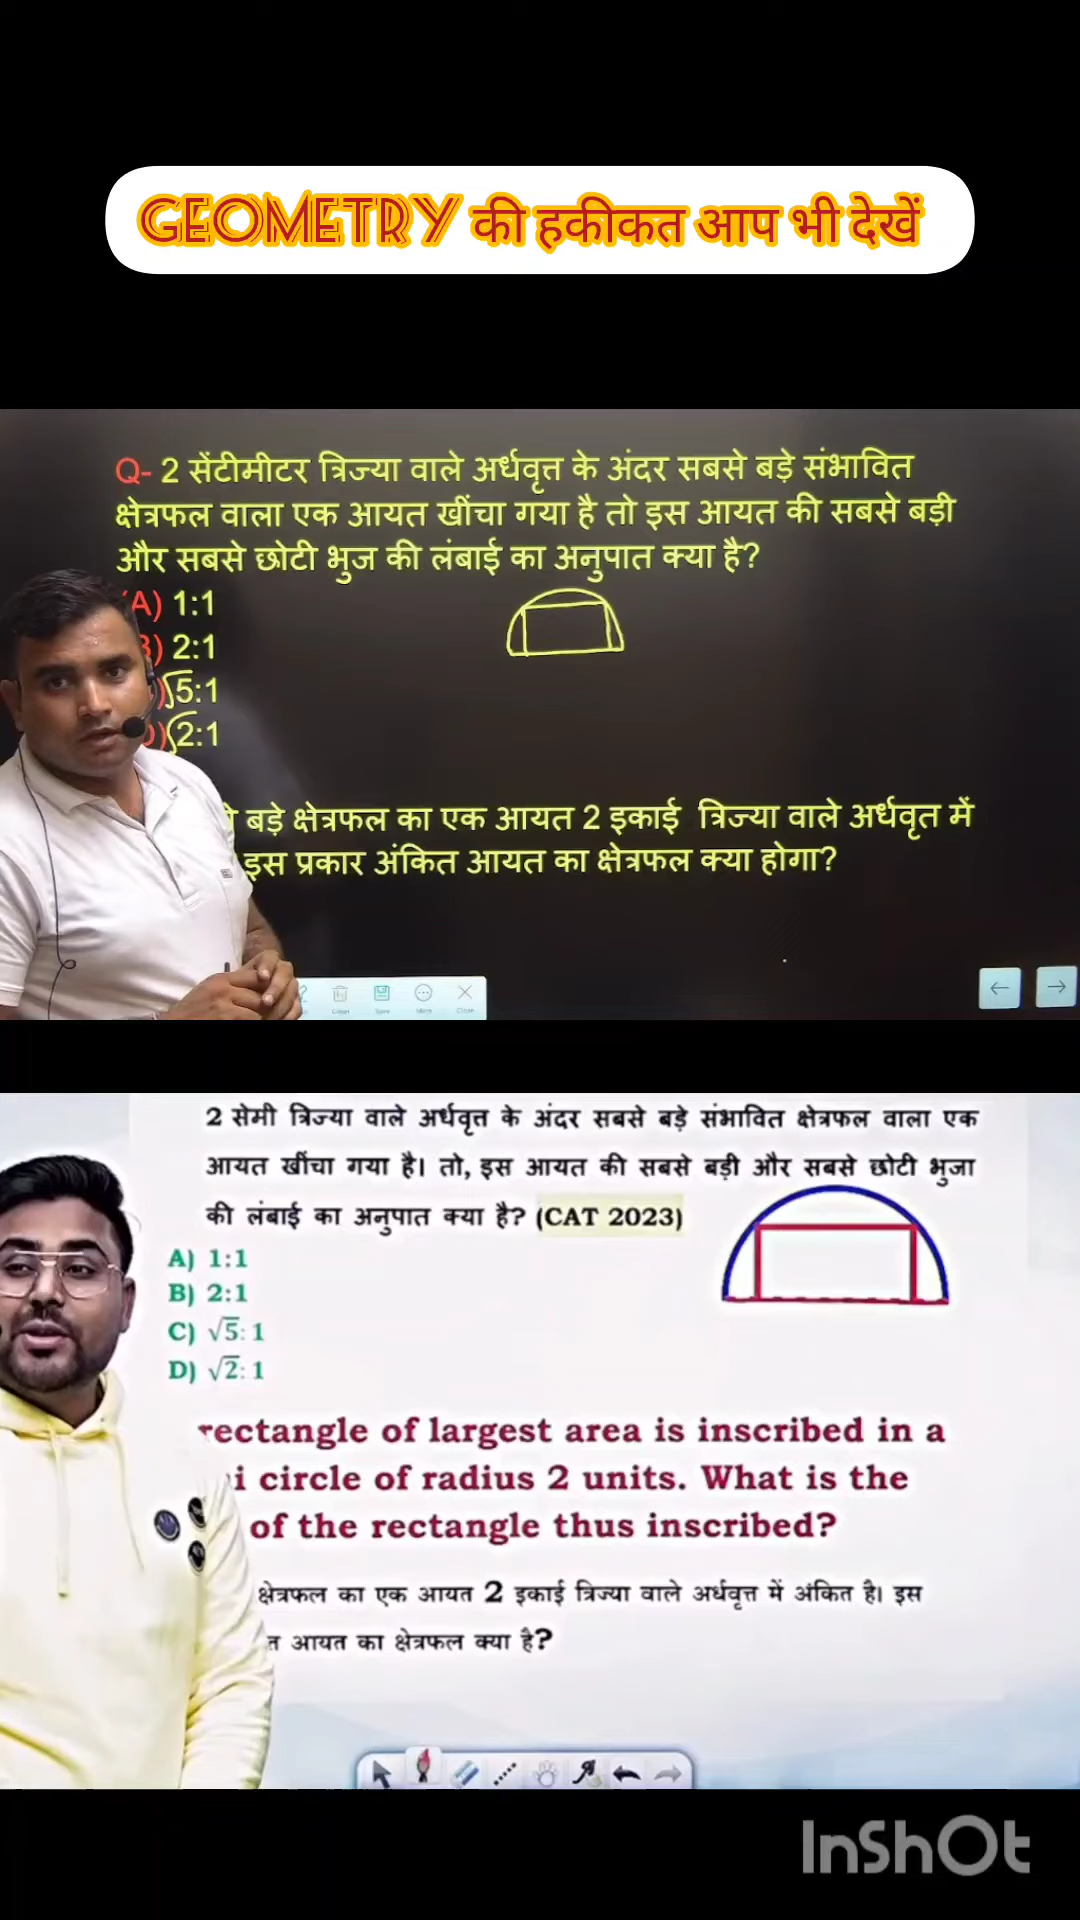 GEOMETRY की हकीकत आप भी देखें
Q- 2 सेंटीमीटर त्रिज्या वाले अर्धवृत्त के अंदर सबसे बड़े संभावित
क्षेत्रफल वाला एक आयत खींचा गया है तो इस आयत की सबसे बड़ी
और सबसे छोटी भुज की लंबाई का अनुपात क्या है?
A) 1:1
) 2:1
)√5:1
)√2:1
बड़े क्षेत्रफल का एक आयत 2 इकाई त्रिज्या वाले अर्धवृत में
इस प्रकार अंकित आयत का क्षेत्रफल क्या होगा?
Clean Save More Close
2 सेमी त्रिज्या वाले अर्धवृत्त के अंदर सबसे बड़े संभावित क्षेत्रफल वाला एक
आयत खींचा गया है। तो, इस आयत की सबसे बड़ी और सबसे छोटी भुजा
की लंबाई का अनुपात क्या है? (CAT 2023)
A) 1:1
B) 2:1
C) √5:1
D) √2:1
rectangle of largest area is inscribed in a
i circle of radius 2 units. What is the
of the rectangle thus inscribed?
क्षेत्रफल का एक आयत 2 इकाई त्रिज्या वाले अर्धवृत्त में अंकित है। इस
त आयत का क्षेत्रफल क्या है?
InShOt